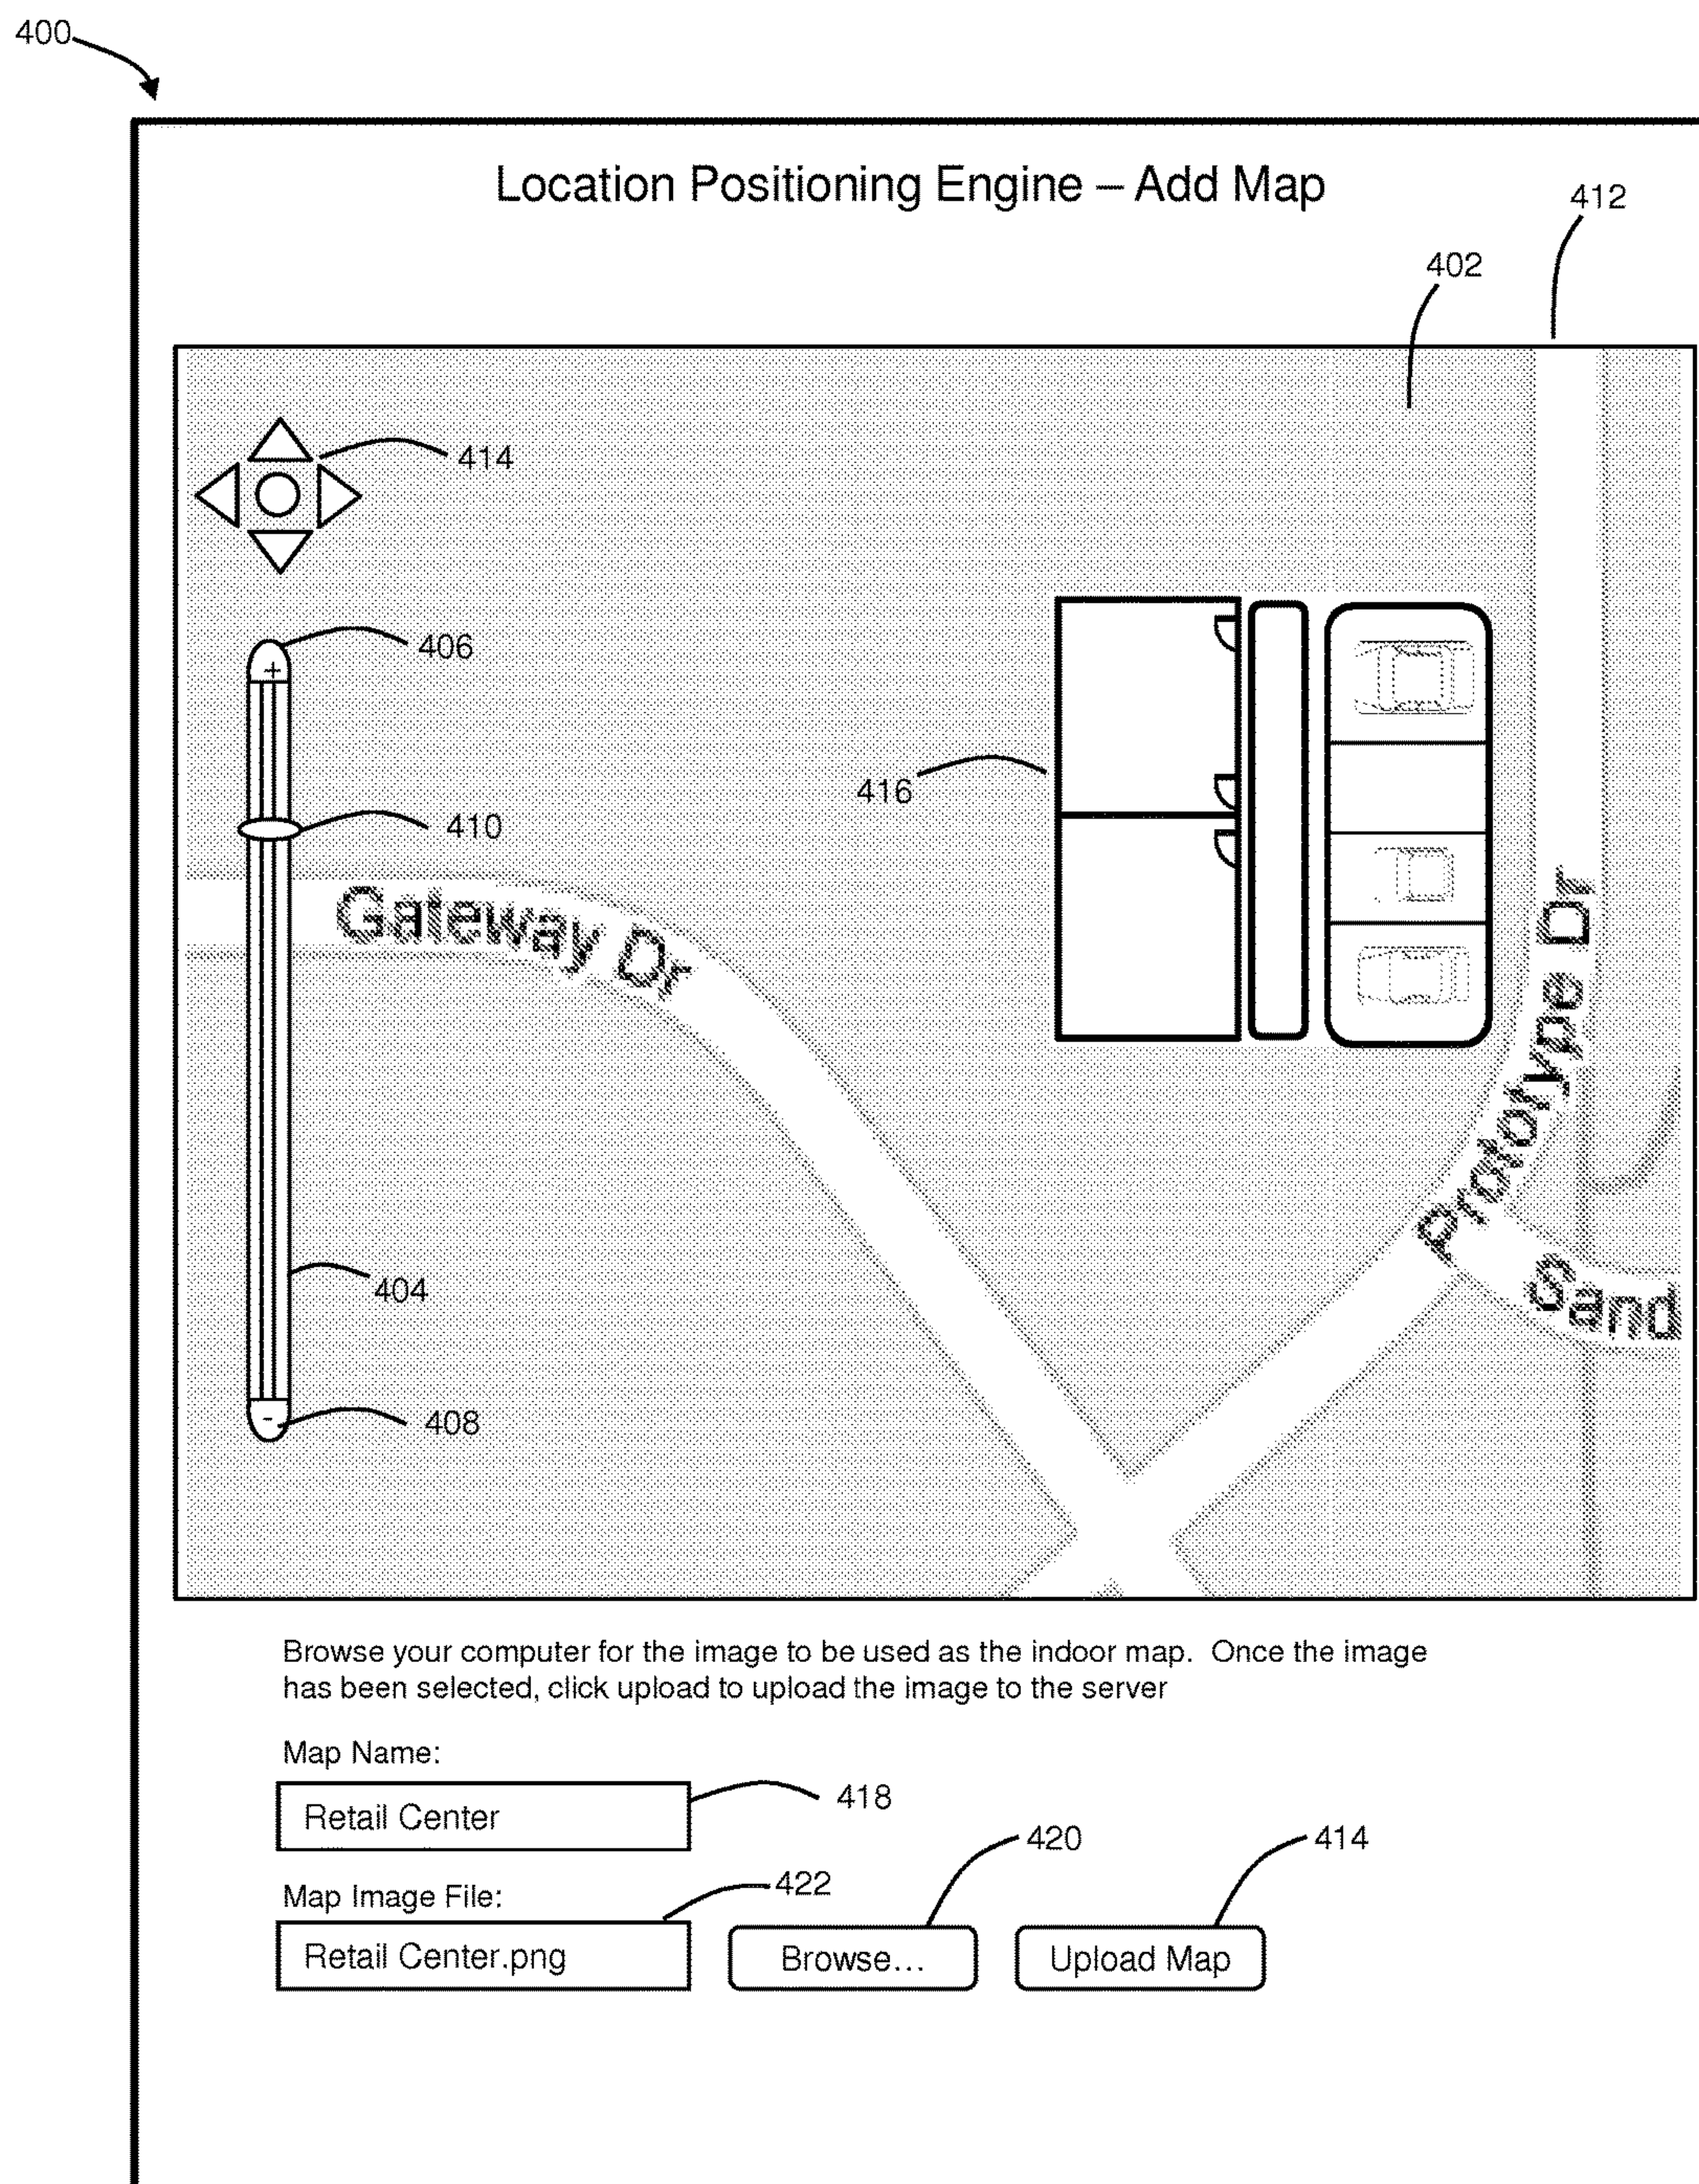 400
Location Positioning Engine – Add Map
412
402
414
406
+
416
410
Gateway Dr
Prototype Dr
Sand
404
-
408
Browse your computer for the image to be used as the indoor map. Once the image
has been selected, click upload to upload the image to the server
Map Name:
Retail Center
418
420
414
Map Image File:
422
Retail Center.png
Browse...
Upload Map